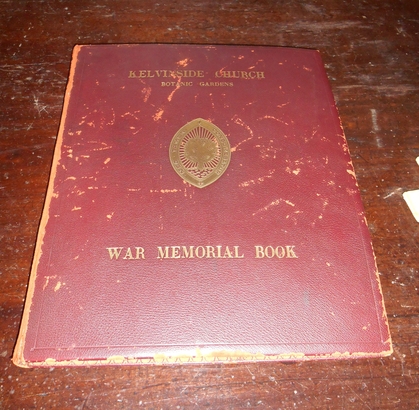 KELVINSIDE CHURCH
BOTANIC GARDENS
WAR MEMORIAL BOOK